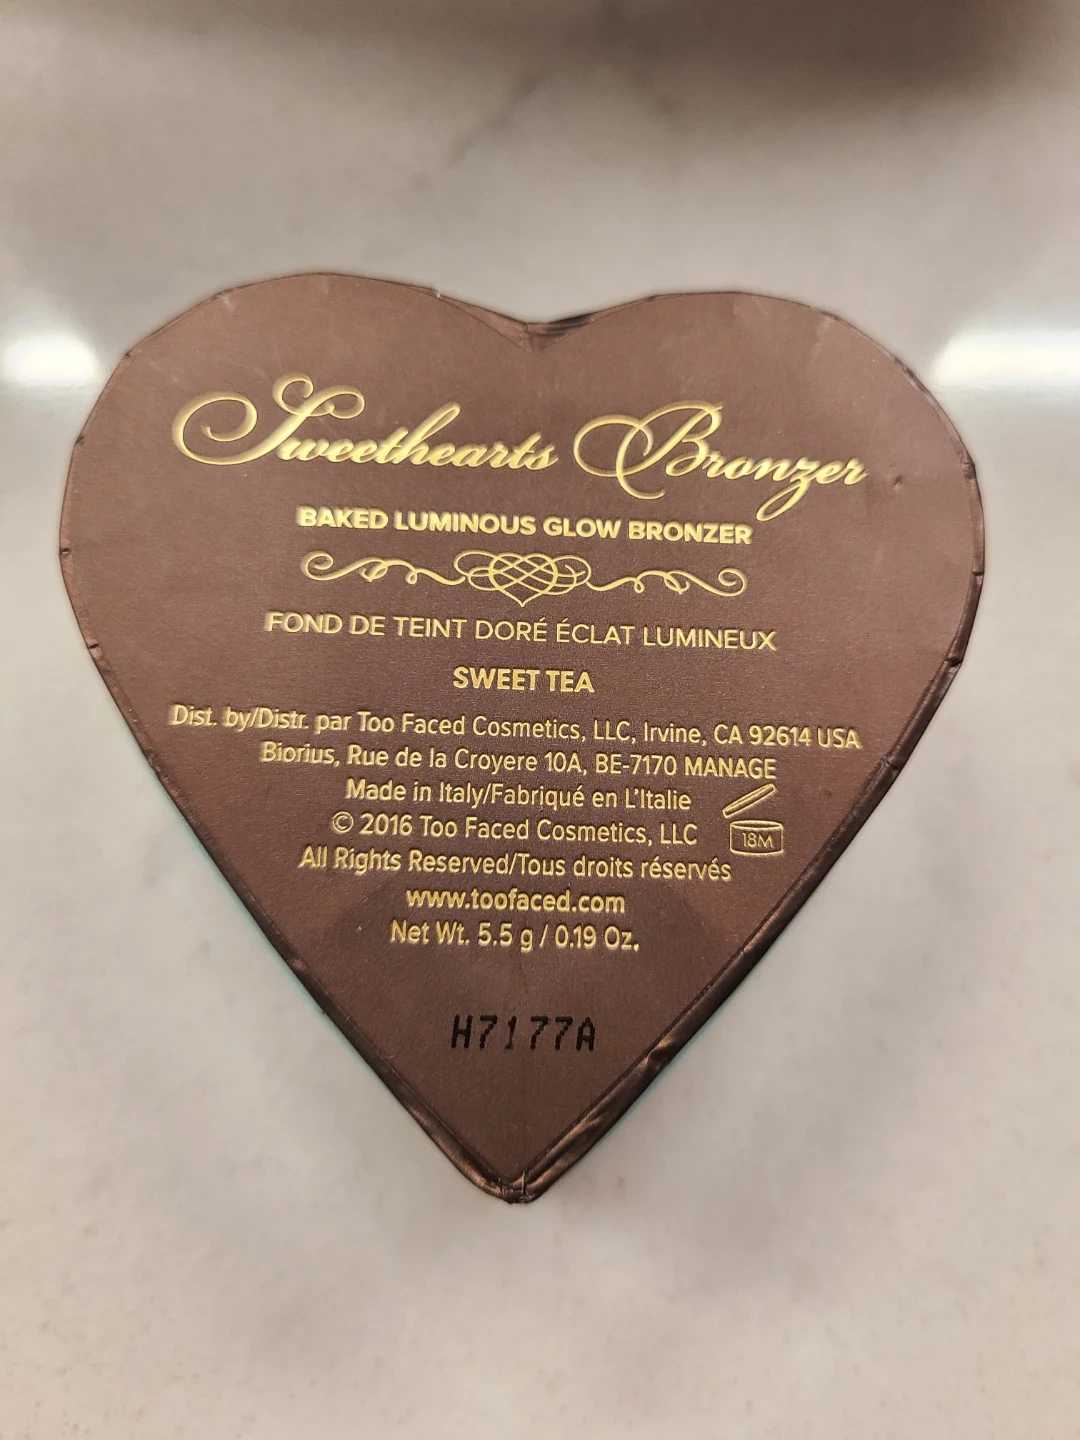 Sweethearts Bronzer
BAKED LUMINOUS GLOW BRONZER
FOND DE TEINT DORÉ ÉCLAT LUMINEUX
SWEET TEA
Dist. by/Distr. par Too Faced Cosmetics, LLC, Irvine, CA 92614 USA
Biorius, Rue de la Croyere 10A, BE-7170 MANAGE
Made in Italy/Fabriqué en L'Italie
© 2016 Too Faced Cosmetics, LLC
18M
All Rights Reserved/Tous droits réservés
www.toofaced.com
Net Wt. 5.5 g / 0.19 Oz.
H7177A